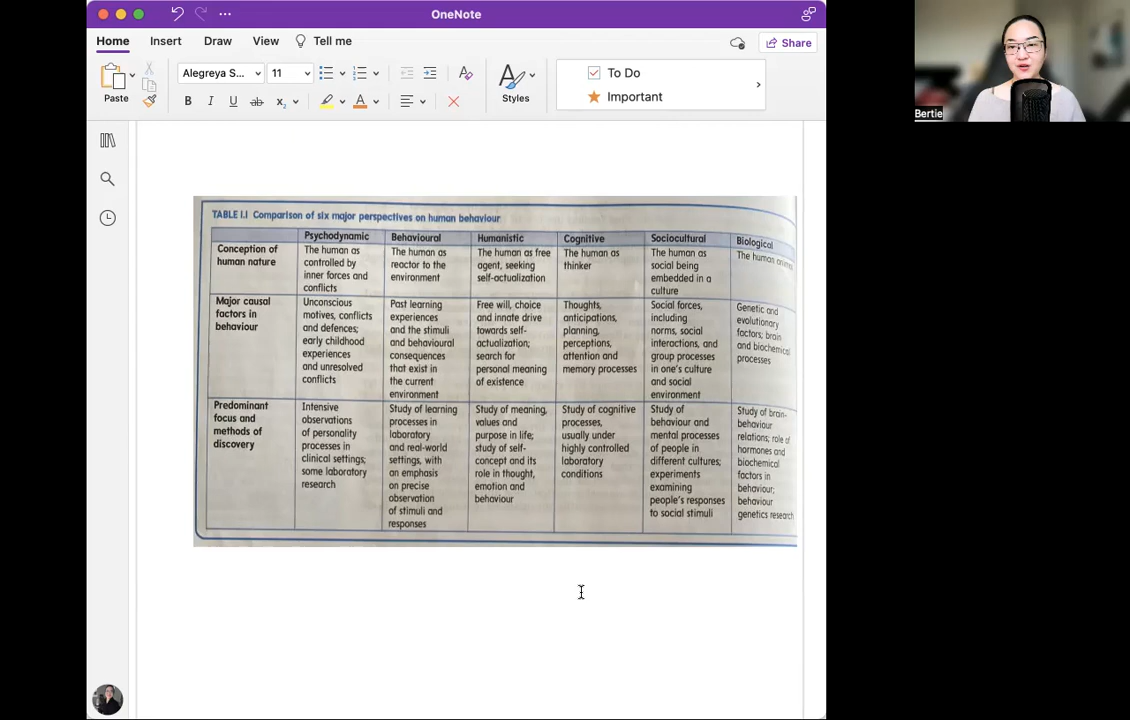 OneNote
Home Insert Draw View Tell me Share
Paste
Alegreya S... 11
B I U ab x₂ A
Styles
To Do
Important
Bertie
TABLE I.I Comparison of six major perspectives on human behaviour
Psychodynamic
Behavioural
Humanistic
Cognitive
Sociocultural
Biological
Conception of
human nature
The human as
controlled by
inner forces and
conflicts
The human as
reactor to the
environment
The human as free
agent, seeking
self-actualization
The human as
thinker
The human as
social being
embedded in a
culture
The human
Major causal
factors in
behaviour
Unconscious
motives, conflicts
and defences;
early childhood
experiences
and unresolved
conflicts
Past learning
experiences
and the stimuli
and behavioural
consequences
that exist in
the current
environment
Free will, choice
and innate drive
towards self-
actualization;
search for
personal meaning
of existence
Thoughts,
anticipations,
planning,
perceptions,
attention and
memory processes
Social forces,
including
norms, social
interactions, and
group processes
in one's culture
and social
environment
Genetic and
evolutionary
factors; brain
and biochemical
processes
Predominant
focus and
methods of
discovery
Intensive
observations
of personality
processes in
clinical settings;
some laboratory
research
Study of learning
processes in
laboratory
and real-world
settings, with
an emphasis
on precise
observation
of stimuli and
responses
Study of meaning,
values and
purpose in life;
study of self-
concept and its
role in thought,
emotion and
behaviour
Study of cognitive
processes,
usually under
highly controlled
laboratory
conditions
Study of
behaviour and
mental processes
of people in
different cultures;
experiments
examining
people's responses
to social stimuli
Study of brain-
behaviour
relations; role of
hormones and
biochemical
factors in
behaviour;
behaviour
genetics research